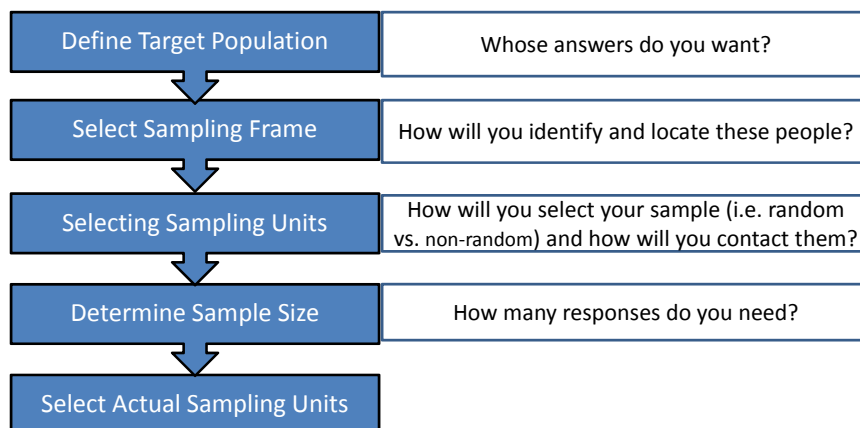 Define Target Population
Whose answers do you want?
Select Sampling Frame
How will you identify and locate these people?
Selecting Sampling Units
How will you select your sample (i.e. random
vs. non-random) and how will you contact them?
Determine Sample Size
How many responses do you need?
Select Actual Sampling Units